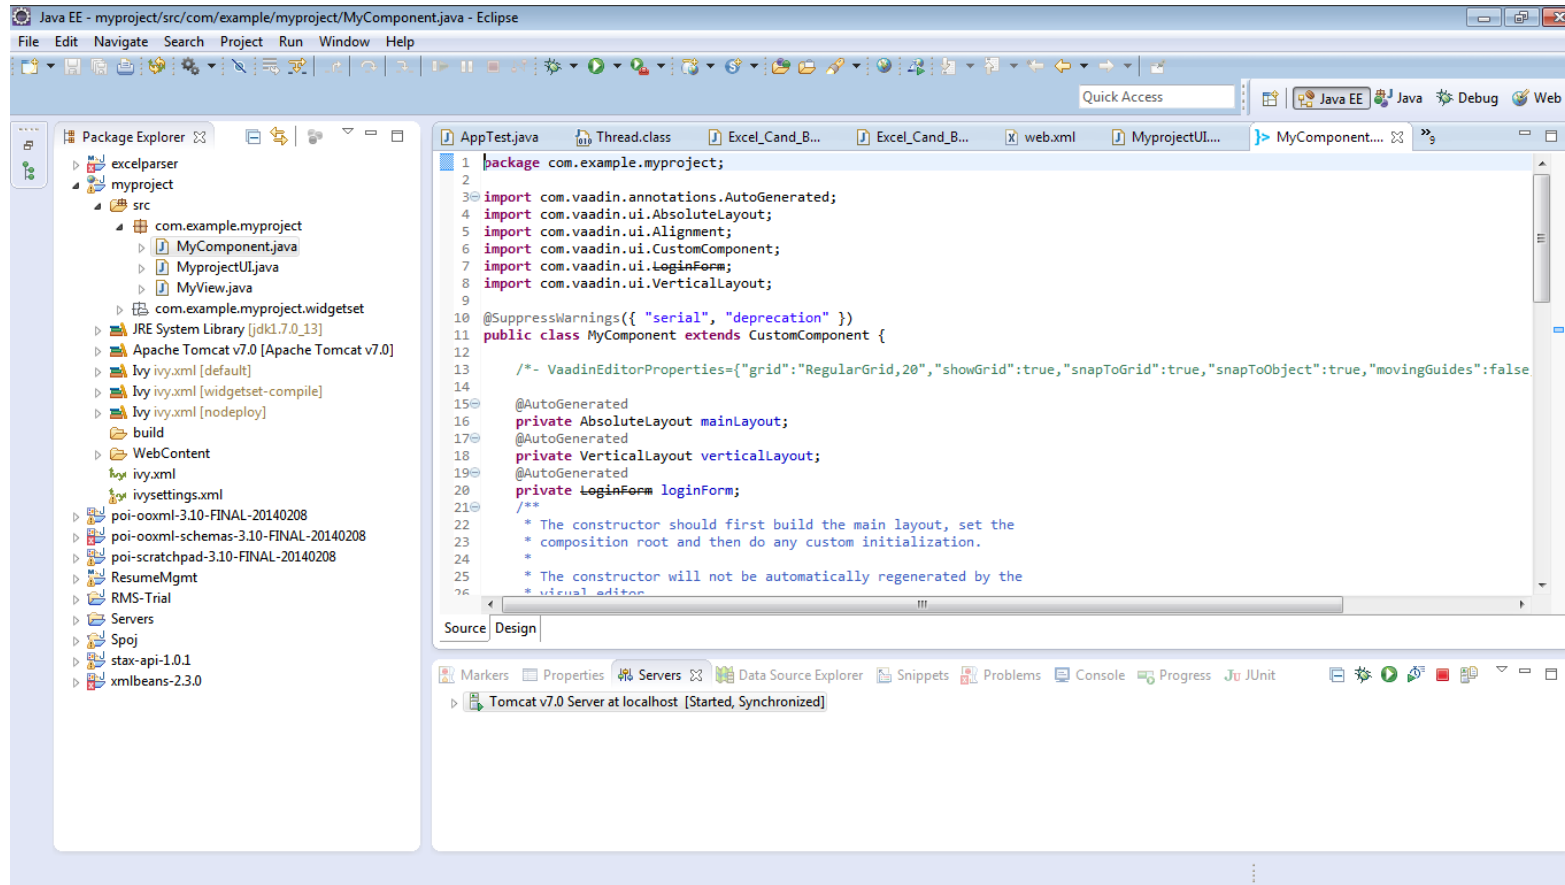 Java EE - myproject/src/com/example/myproject/MyComponent.java - Eclipse
File Edit Navigate Search Project Run Window Help
Quick Access
Java EE Java Debug Web
Package Explorer
excelparser
myproject
src
com.example.myproject
MyComponent.java
MyprojectUI.java
MyView.java
com.example.myproject.widgetset
JRE System Library [jdk1.7.0_13]
Apache Tomcat v7.0 [Apache Tomcat v7.0]
Ivy ivy.xml [default]
Ivy ivy.xml [widgetset-compile]
Ivy ivy.xml [nodeploy]
build
WebContent
ivy.xml
ivysettings.xml
poi-ooxml-3.10-FINAL-20140208
poi-ooxml-schemas-3.10-FINAL-20140208
poi-scratchpad-3.10-FINAL-20140208
ResumeMgmt
RMS-Trial
Servers
Spoj
stax-api-1.0.1
xmlbeans-2.3.0
AppTest.java Thread.class Excel_Cand_B... Excel_Cand_B... web.xml MyprojectUI.... MyComponent.... »9
1 package com.example.myproject;
2
3 import com.vaadin.annotations.AutoGenerated;
4 import com.vaadin.ui.AbsoluteLayout;
5 import com.vaadin.ui.Alignment;
6 import com.vaadin.ui.CustomComponent;
7 import com.vaadin.ui.LoginForm;
8 import com.vaadin.ui.VerticalLayout;
9
10 @SuppressWarnings({ "serial", "deprecation" })
11 public class MyComponent extends CustomComponent {
12
13 /*- VaadinEditorProperties={"grid":"RegularGrid,20","showGrid":true,"snapToGrid":true,"snapToObject":true,"movingGuides":false
14
15 @AutoGenerated
16 private AbsoluteLayout mainLayout;
17 @AutoGenerated
18 private VerticalLayout verticalLayout;
19 @AutoGenerated
20 private LoginForm loginForm;
21 /**
22 * The constructor should first build the main layout, set the
23 * composition root and then do any custom initialization.
24 *
25 * The constructor will not be automatically regenerated by the
26 * visual editor
Source Design
Markers Properties Servers Data Source Explorer Snippets Problems Console Progress Ju JUnit
Tomcat v7.0 Server at localhost [Started, Synchronized]